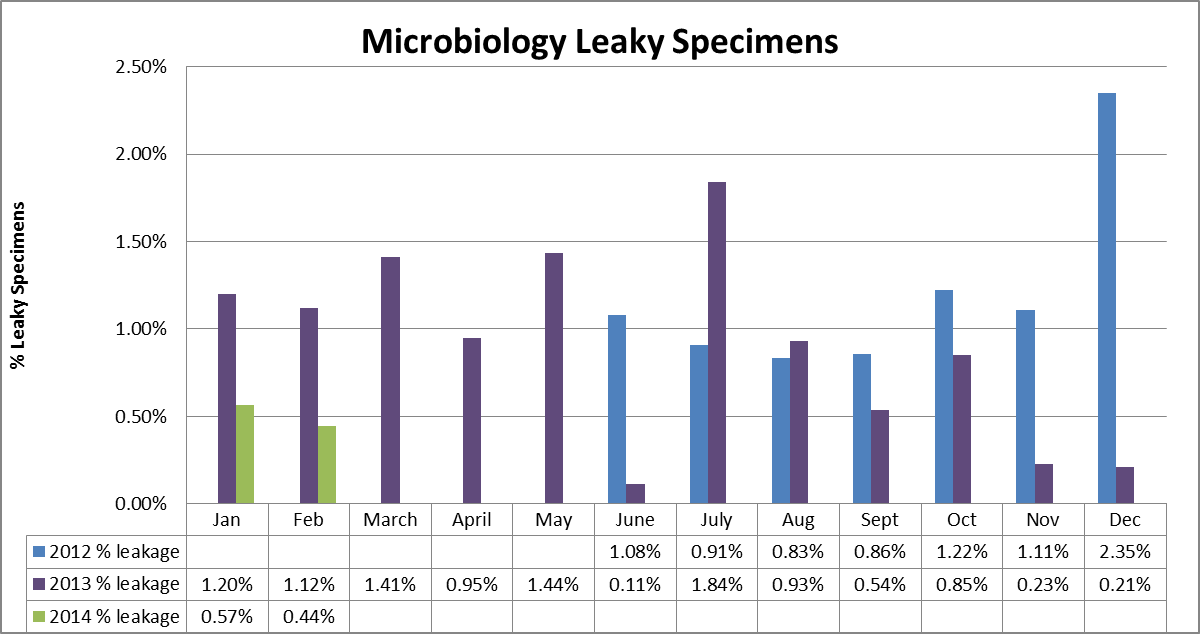 Microbiology Leaky Specimens
% Leaky Specimens
2.50%
2.00%
1.50%
1.00%
0.50%
0.00%
Jan Feb March April May June July Aug Sept Oct Nov Dec
2012 % leakage 1.08% 0.91% 0.83% 0.86% 1.22% 1.11% 2.35%
2013 % leakage 1.20% 1.12% 1.41% 0.95% 1.44% 0.11% 1.84% 0.93% 0.54% 0.85% 0.23% 0.21%
2014 % leakage 0.57% 0.44%